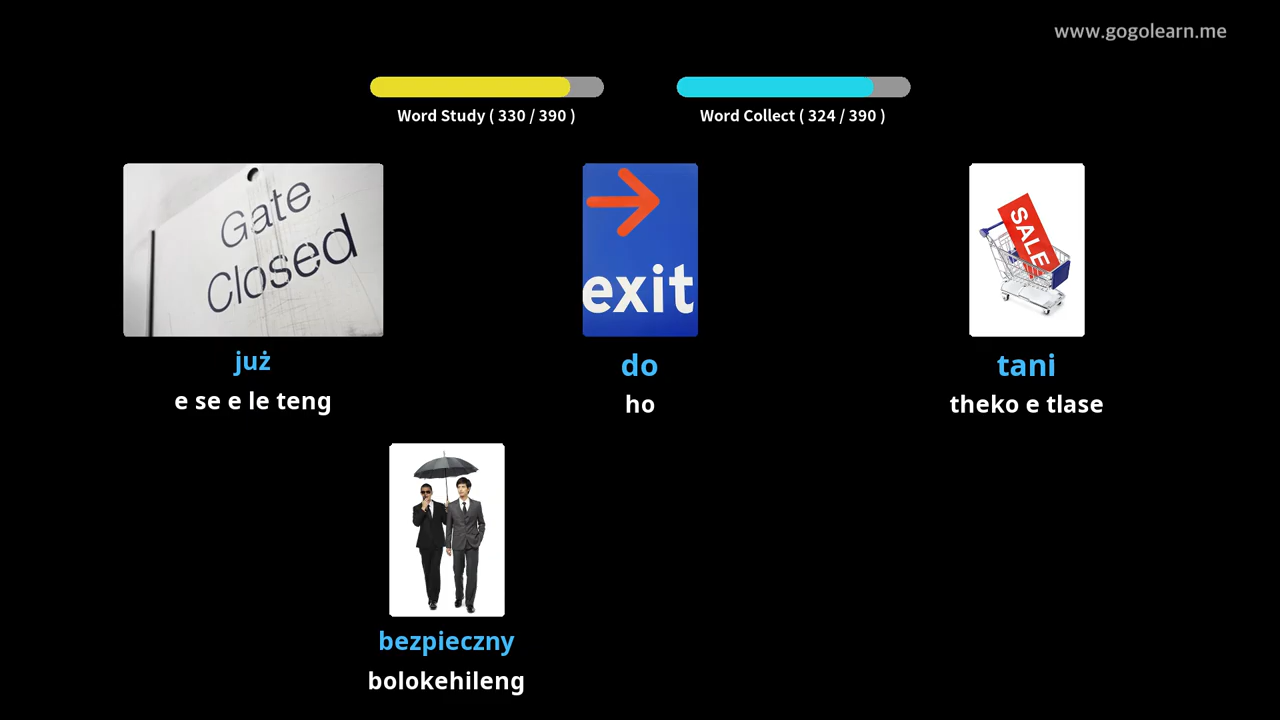 www.gogolearn.me
Word Study ( 330 / 390 )
Word Collect ( 324 / 390 )
Gate
Closed
exit
SALE
już
do
tani
e se e le teng
ho
theko e tlase
bezpieczny
bolokehileng